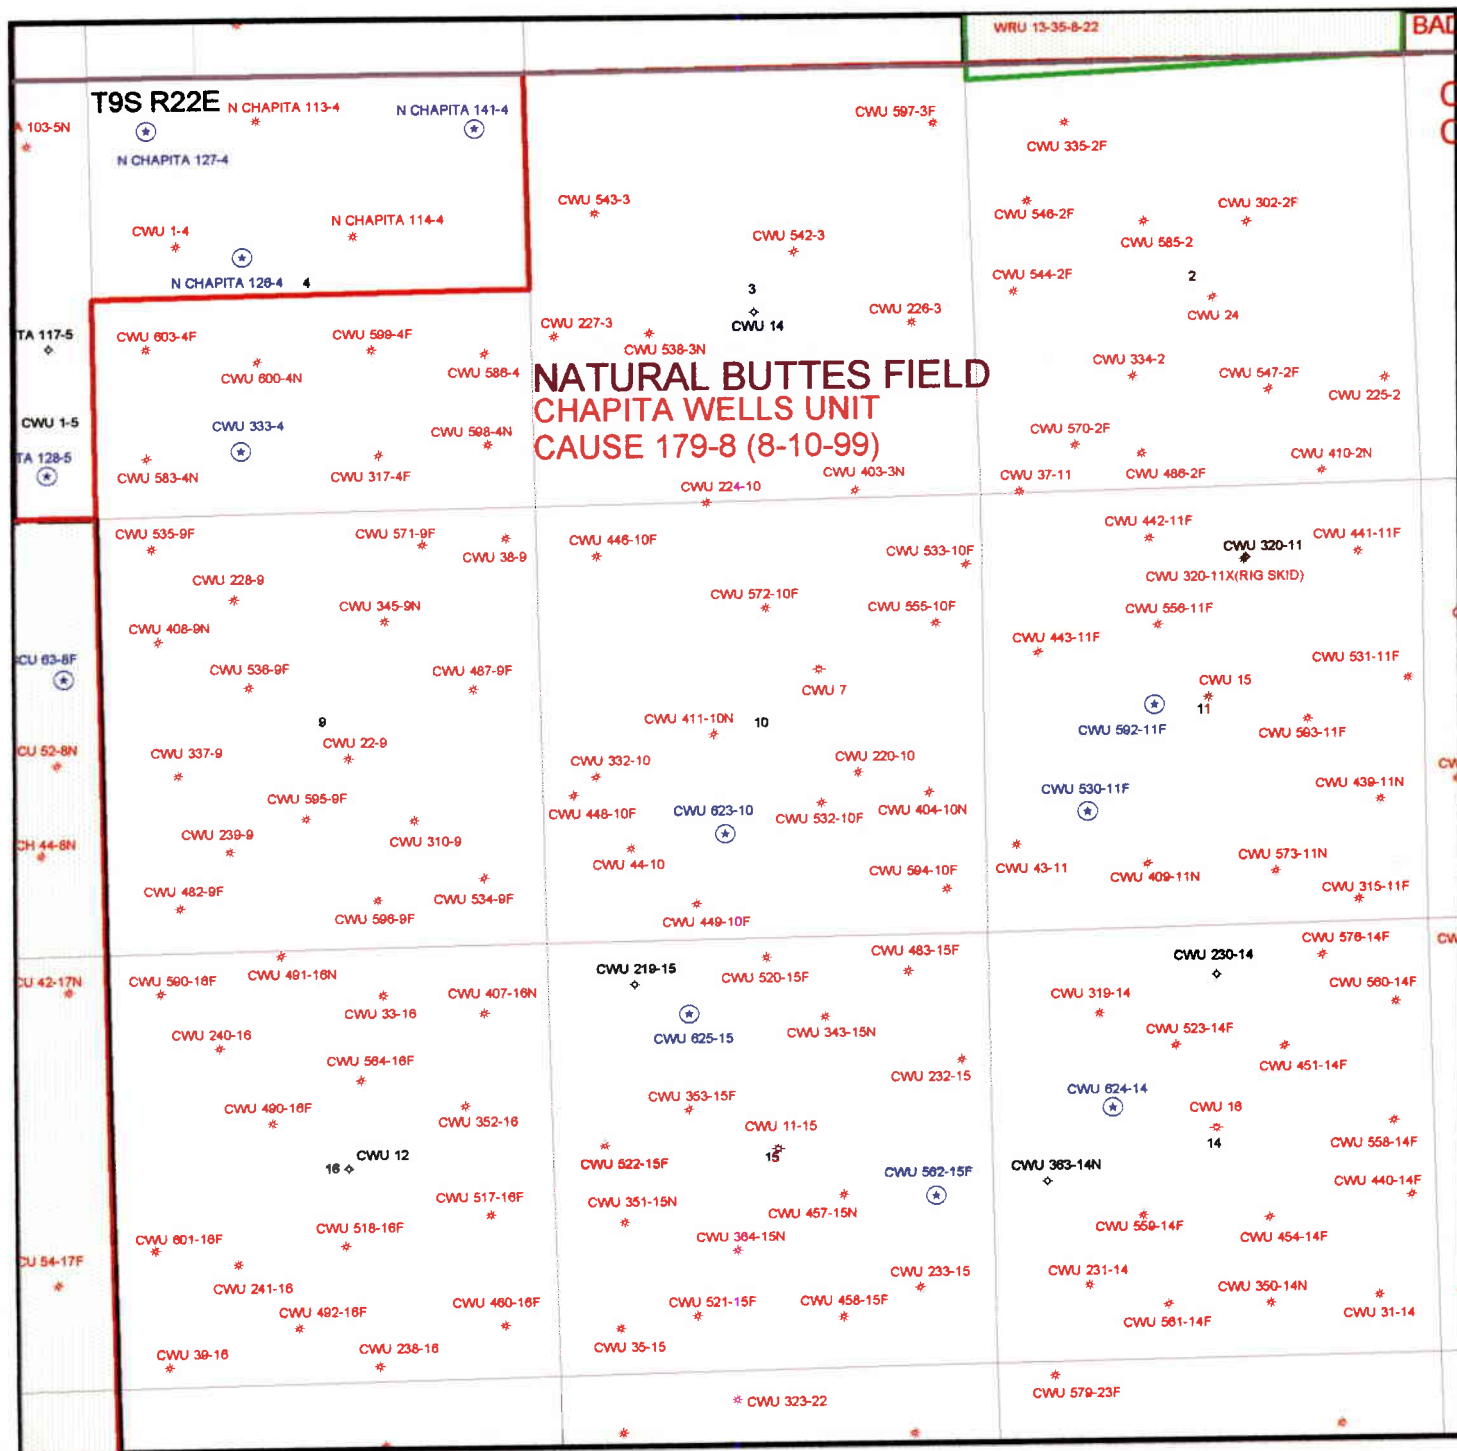 WRU 13-35-8-22
BAD
T9S R22E
N CHAPITA 113-4
N CHAPITA 141-4
CWU 597-3F
C
C
A 103-5N
N CHAPITA 127-4
CWU 335-2F
CWU 543-3
CWU 546-2F
CWU 302-2F
CWU 1-4
N CHAPITA 114-4
CWU 542-3
CWU 585-2
N CHAPITA 126-4
4
3
CWU 544-2F
2
TA 117-5
CWU 603-4F
CWU 599-4F
CWU 227-3
CWU 14
CWU 226-3
CWU 24
CWU 600-4N
CWU 586-4
CWU 538-3N
CWU 334-2
CWU 547-2F
CWU 225-2
NATURAL BUTTES FIELD
CHAPITA WELLS UNIT
CAUSE 179-8 (8-10-99)
CWU 1-5
CWU 333-4
CWU 598-4N
CWU 570-2F
TA 128-5
CWU 583-4N
CWU 317-4F
CWU 224-10
CWU 403-3N
CWU 37-11
CWU 486-2F
CWU 410-2N
CWU 535-9F
CWU 571-9F
CWU 38-9
CWU 446-10F
CWU 533-10F
CWU 442-11F
CWU 320-11
CWU 441-11F
CWU 320-11X(RIG SKID)
CWU 228-9
CWU 345-9N
CWU 572-10F
CWU 555-10F
CWU 556-11F
CWU 408-9N
CWU 443-11F
CU 63-8F
CWU 536-9F
CWU 487-9F
CWU 7
CWU 15
CWU 531-11F
9
CWU 411-10N
10
11
CWU 592-11F
CWU 593-11F
CU 52-8N
CWU 337-9
CWU 22-9
CWU 332-10
CWU 220-10
CW
CWU 595-9F
CWU 448-10F
CWU 623-10
CWU 532-10F
CWU 404-10N
CWU 530-11F
CWU 439-11N
CH 44-8N
CWU 239-9
CWU 310-9
CWU 44-10
CWU 594-10F
CWU 43-11
CWU 409-11N
CWU 573-11N
CWU 315-11F
CWU 482-9F
CWU 596-9F
CWU 534-9F
CWU 449-10F
CWU 576-14F
CW
CU 42-17N
CWU 590-16F
CWU 491-16N
CWU 407-16N
CWU 219-15
CWU 520-15F
CWU 483-15F
CWU 230-14
CWU 560-14F
CWU 33-16
CWU 319-14
CWU 240-16
CWU 625-15
CWU 343-15N
CWU 523-14F
CWU 564-16F
CWU 232-15
CWU 451-14F
CWU 490-16F
CWU 352-16
CWU 353-15F
CWU 624-14
CWU 16
CWU 11-15
CWU 558-14F
16
CWU 12
CWU 522-15F
15
14
CWU 363-14N
CWU 562-15F
CWU 440-14F
CWU 517-16F
CWU 351-15N
CWU 457-15N
CWU 601-16F
CWU 518-16F
CWU 364-15N
CWU 559-14F
CWU 454-14F
CU 54-17F
CWU 241-16
CWU 233-15
CWU 231-14
CWU 350-14N
CWU 31-14
CWU 492-16F
CWU 460-16F
CWU 521-15F
CWU 458-15F
CWU 561-14F
CWU 39-16
CWU 238-16
CWU 35-15
CWU 323-22
CWU 579-23F